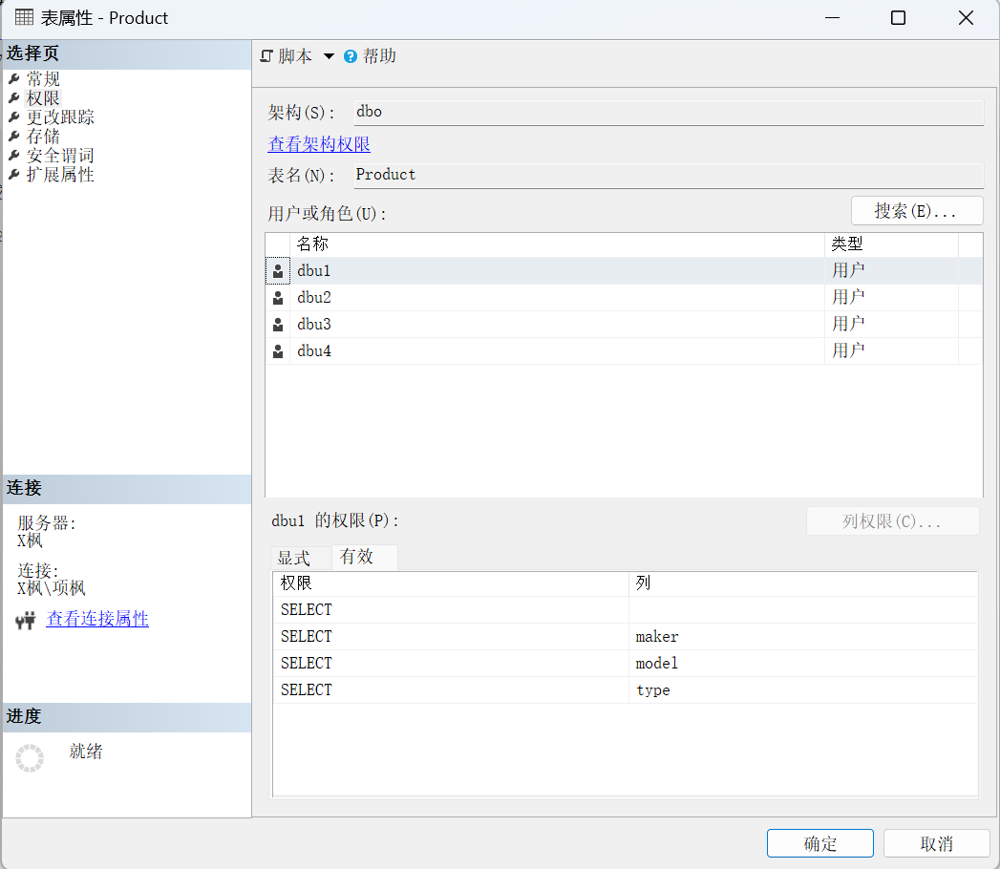 表属性 - Product
选择页
常规
权限
更改跟踪
存储
安全谓词
扩展属性
连接
服务器:
X枫
连接:
X枫\项枫
查看连接属性
进度
就绪
脚本 帮助
架构(S): dbo
查看架构权限
表名(N): Product
用户或角色(U): 搜索(E)...
名称 类型
dbu1 用户
dbu2 用户
dbu3 用户
dbu4 用户
dbu1 的权限(P): 列权限(C)...
显式 有效
权限 列
SELECT
SELECT maker
SELECT model
SELECT type
确定 取消